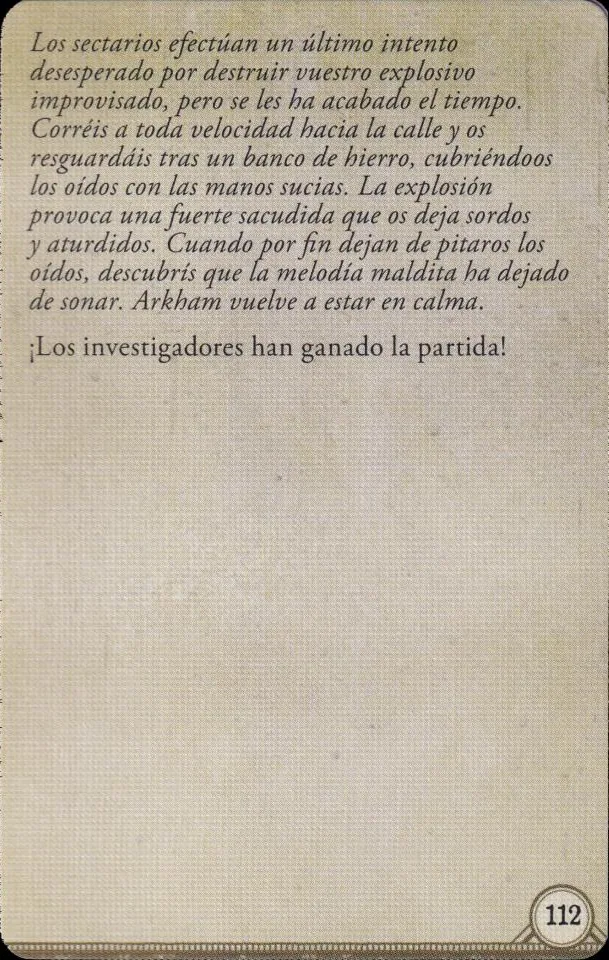 Los sectarios efectúan un último intento
desesperado por destruir vuestro explosivo
improvisado, pero se les ha acabado el tiempo.
Corréis a toda velocidad hacia la calle y os
resguardáis tras un banco de hierro, cubriéndoos
los oídos con las manos sucias. La explosión
provoca una fuerte sacudida que os deja sordos
y aturdidos. Cuando por fin dejan de pitaros los
oídos, descubrís que la melodía maldita ha dejado
de sonar. Arkham vuelve a estar en calma.
¡Los investigadores han ganado la partida!
112